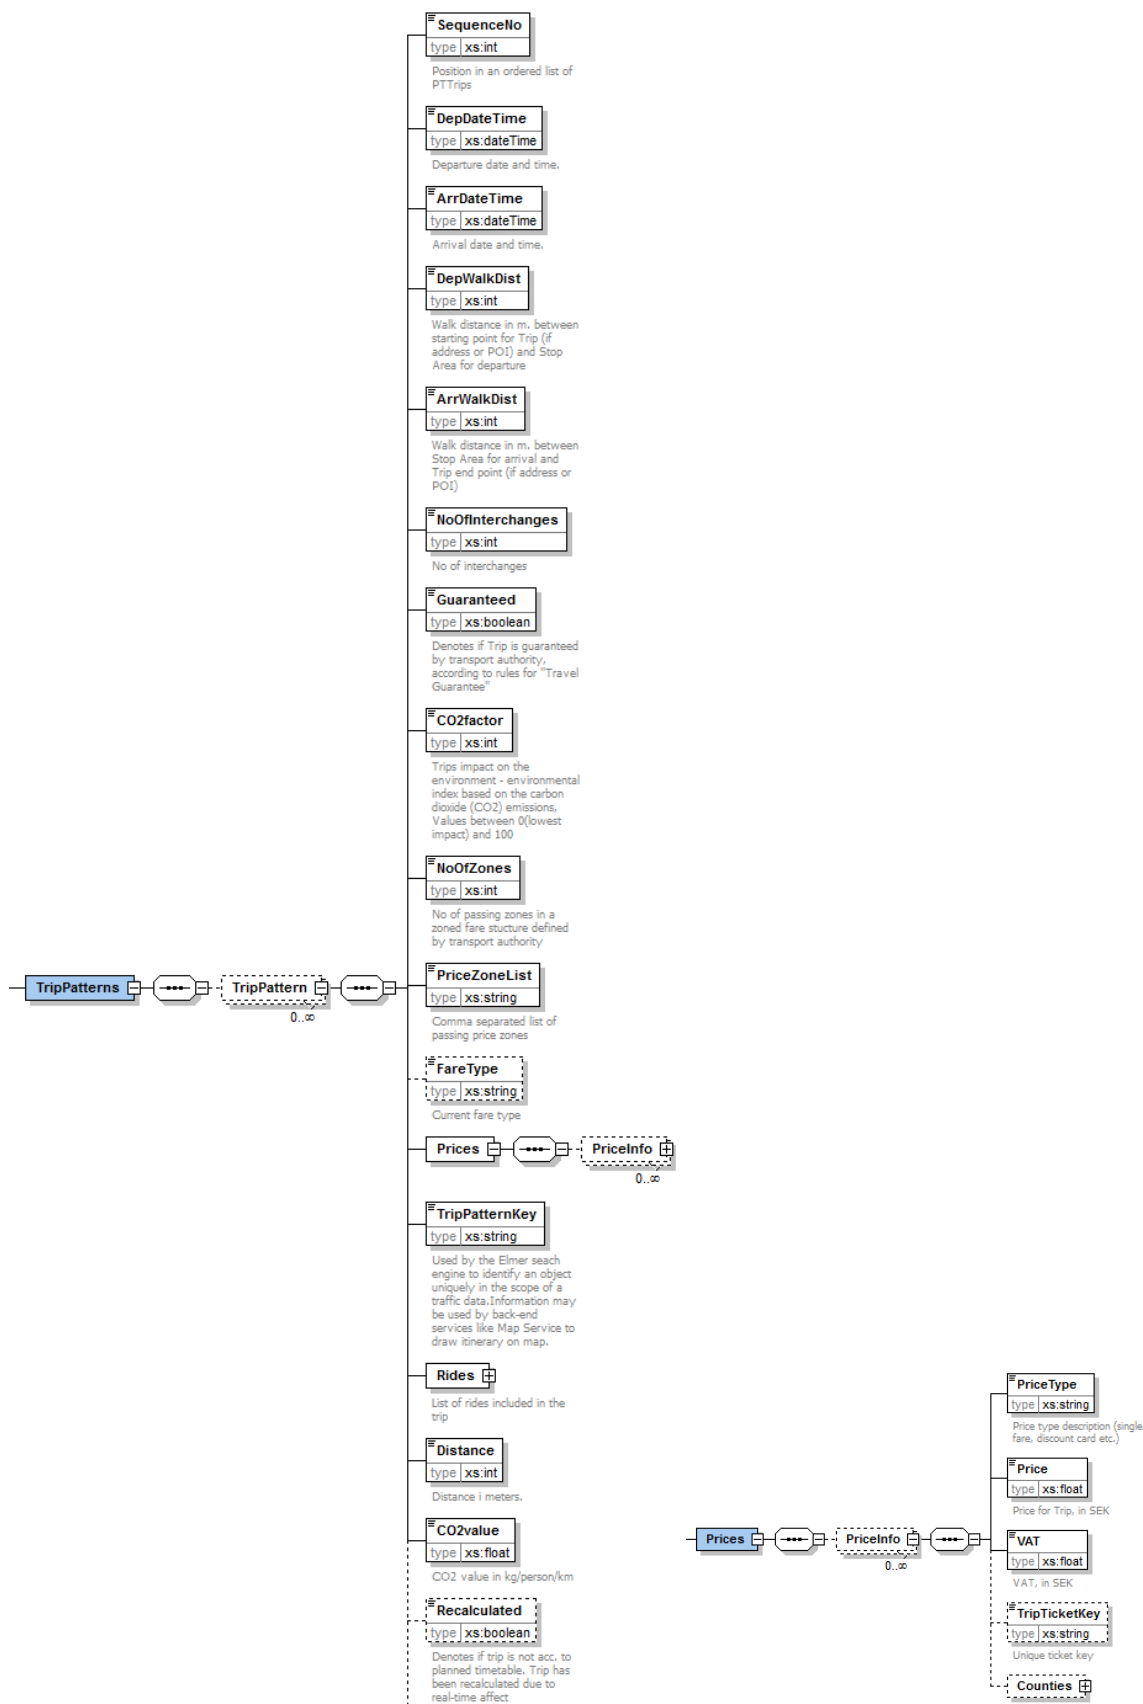 SequenceNo
type xs:int
Position in an ordered list of
PTTrips
DepDateTime
type xs:dateTime
Departure date and time.
ArrDateTime
type xs:dateTime
Arrival date and time.
DepWalkDist
type xs:int
Walk distance in m. between
starting point for Trip (if
address or POI) and Stop
Area for departure
ArrWalkDist
type xs:int
Walk distance in m. between
Stop Area for arrival and
Trip end point (if address or
POI)
NoOfInterchanges
type xs:int
No of interchanges
Guaranteed
type xs:boolean
Denotes if Trip is guaranteed
by transport authority,
according to rules for "Travel
Guarantee"
CO2factor
type xs:int
Trips impact on the
environment - environmental
index based on the carbon
dioxide (CO2) emissions,
Values between 0(lowest
impact) and 100
NoOfZones
type xs:int
No of passing zones in a
zoned fare stucture defined
by transport authority
TripPatterns
TripPattern
0..∞
PriceZoneList
type xs:string
Comma separated list of
passing price zones
FareType
type xs:string
Current fare type
Prices
PriceInfo
0..∞
TripPatternKey
type xs:string
Used by the Elmer seach
engine to identify an object
uniquely in the scope of a
traffic data.Information may
be used by back-end
services like Map Service to
draw itinerary on map.
Rides
List of rides included in the
trip
Distance
type xs:int
Distance i meters.
CO2value
type xs:float
CO2 value in kg/person/km
Recalculated
type xs:boolean
Denotes if trip is not acc. to
planned timetable. Trip has
been recalculated due to
real-time affect
Prices
PriceInfo
0..∞
PriceType
type xs:string
Price type description (single
fare, discount card etc.)
Price
type xs:float
Price for Trip, in SEK
VAT
type xs:float
VAT, in SEK
TripTicketKey
type xs:string
Unique ticket key
Counties